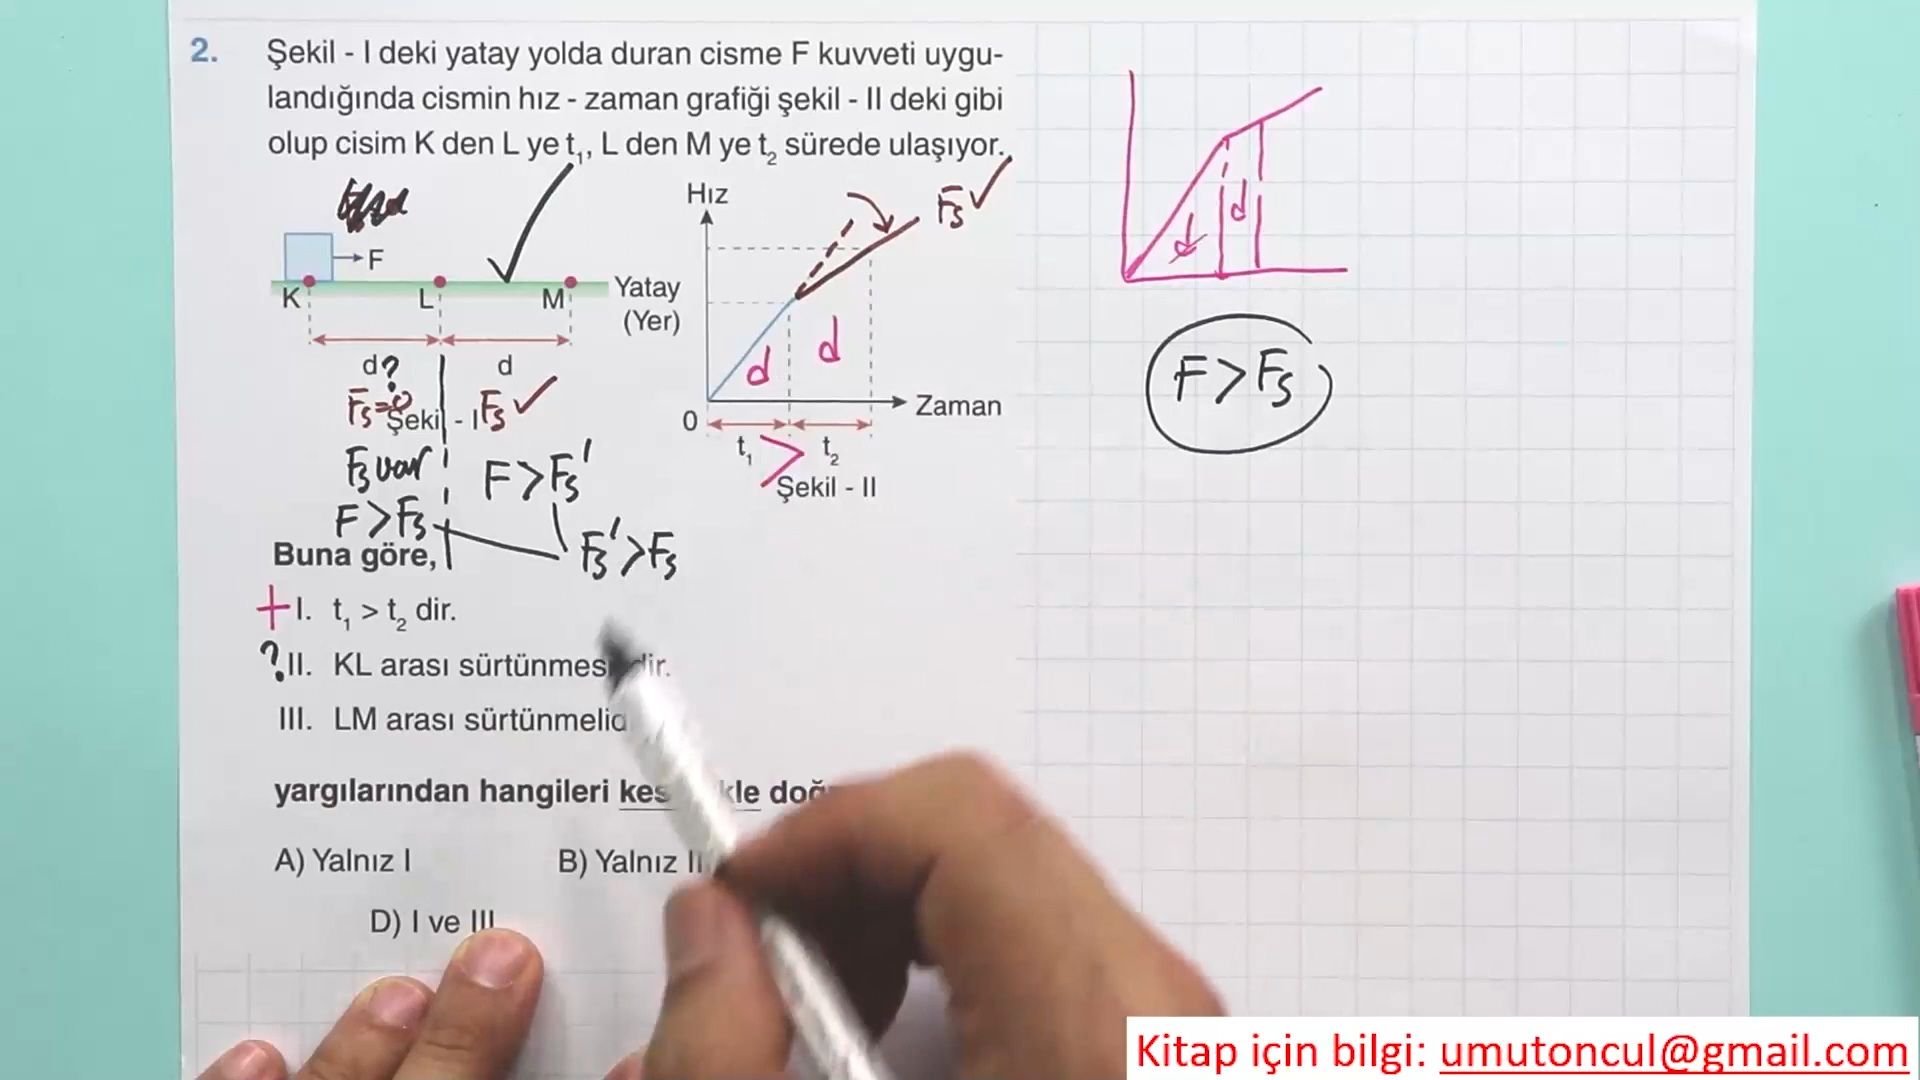 2. Şekil - I deki yatay yolda duran cisme F kuvveti uygu-
landığında cismin hız - zaman grafiği şekil - II deki gibi
olup cisim K den L ye t₁, L den M ye t₂ sürede ulaşıyor.
F
K L M
Yatay
(Yer)
d? d
Fs=0 Fs ✓
Şekil - I
Fs var
F>Fs
F>Fs'
Fs'>Fs
Hız
Fs ✓
d d
0
Zaman
t₁ > t₂
Şekil - II
d d
F>Fs
Buna göre,
+ I. t₁ > t₂ dir.
? II. KL arası
III. LM arası
yargılarından hangileri
A) Yalnız I
B) Yalnız
D) I ve III
Kitap için bilgi: umutoncul@gmail.com